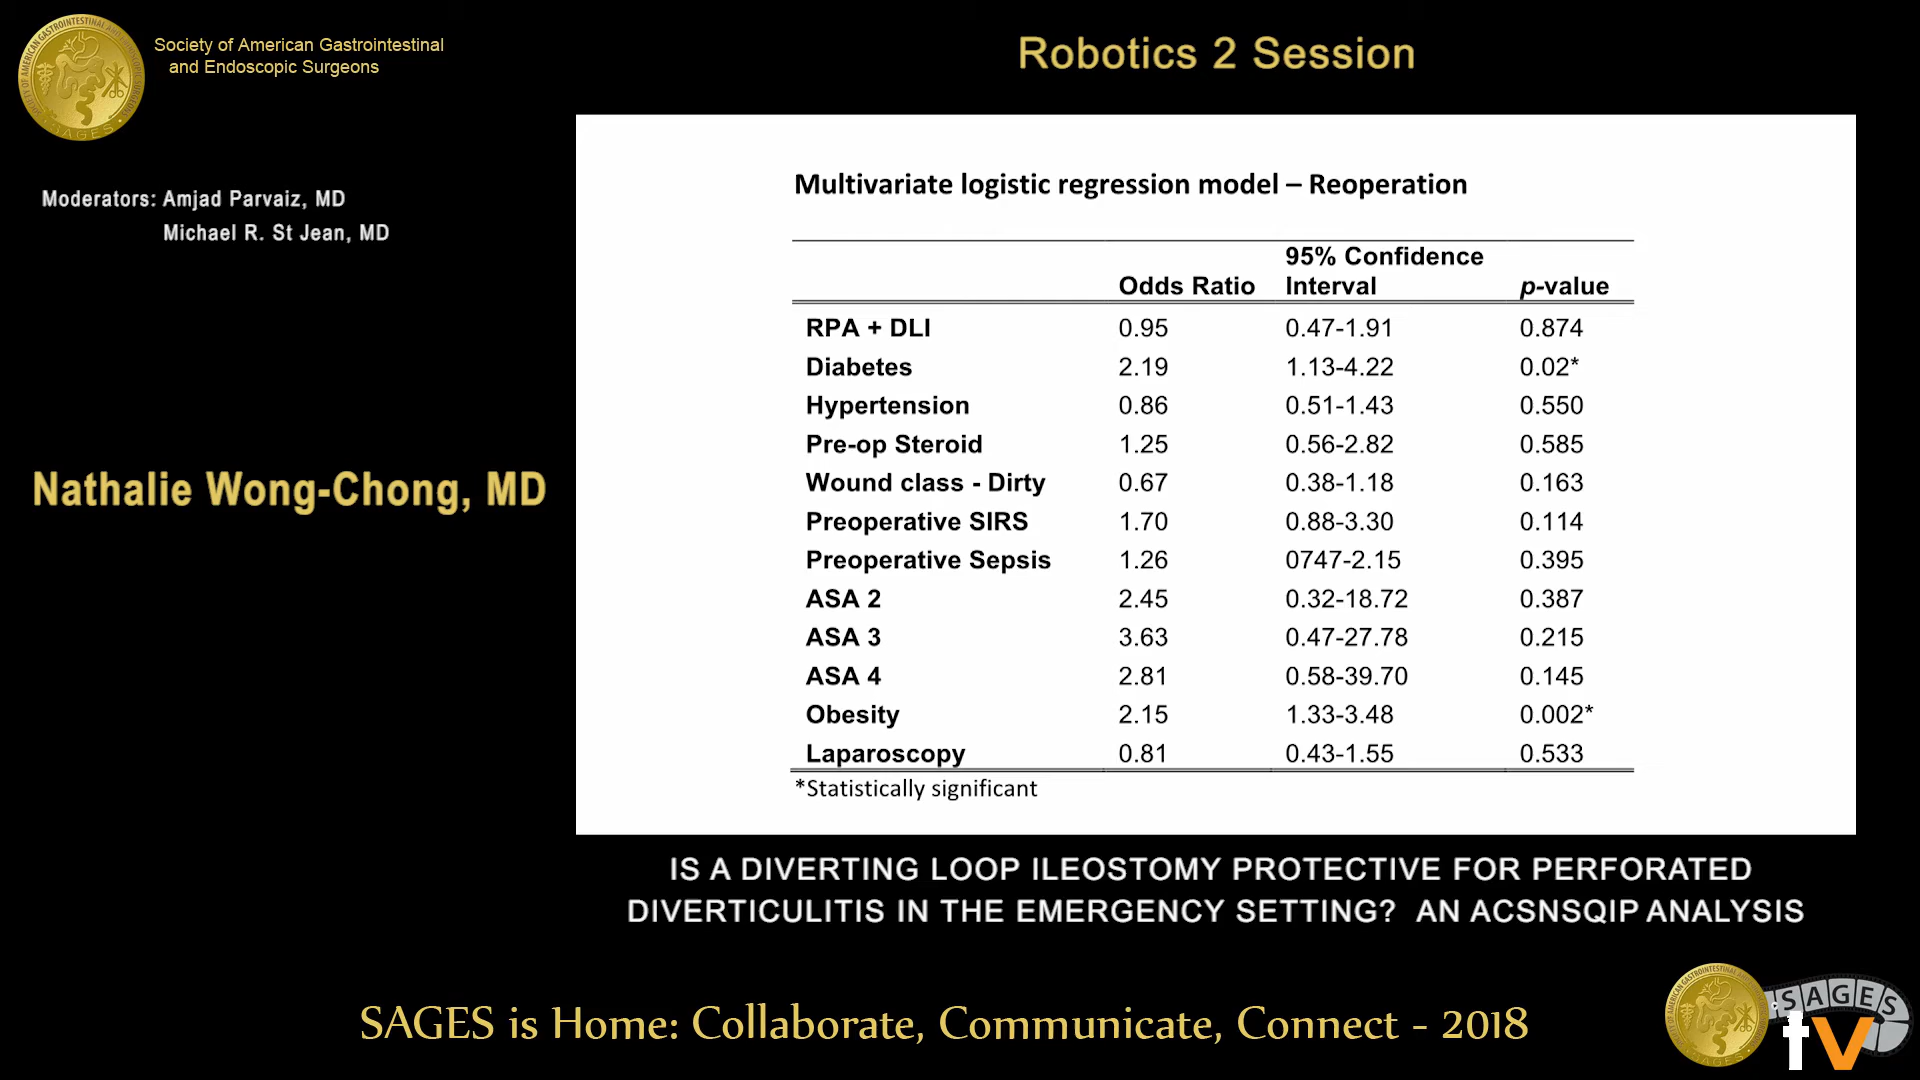 Society of American Gastrointestinal
and Endoscopic Surgeons
Robotics 2 Session
Moderators: Amjad Parvaiz, MD
Michael R. St Jean, MD
Nathalie Wong-Chong, MD
Multivariate logistic regression model – Reoperation
Odds Ratio 95% Confidence Interval p-value
RPA + DLI 0.95 0.47-1.91 0.874
Diabetes 2.19 1.13-4.22 0.02*
Hypertension 0.86 0.51-1.43 0.550
Pre-op Steroid 1.25 0.56-2.82 0.585
Wound class - Dirty 0.67 0.38-1.18 0.163
Preoperative SIRS 1.70 0.88-3.30 0.114
Preoperative Sepsis 1.26 0747-2.15 0.395
ASA 2 2.45 0.32-18.72 0.387
ASA 3 3.63 0.47-27.78 0.215
ASA 4 2.81 0.58-39.70 0.145
Obesity 2.15 1.33-3.48 0.002*
Laparoscopy 0.81 0.43-1.55 0.533
*Statistically significant
IS A DIVERTING LOOP ILEOSTOMY PROTECTIVE FOR PERFORATED
DIVERTICULITIS IN THE EMERGENCY SETTING? AN ACSNSQIP ANALYSIS
SAGES is Home: Collaborate, Communicate, Connect - 2018
SAGES
tv